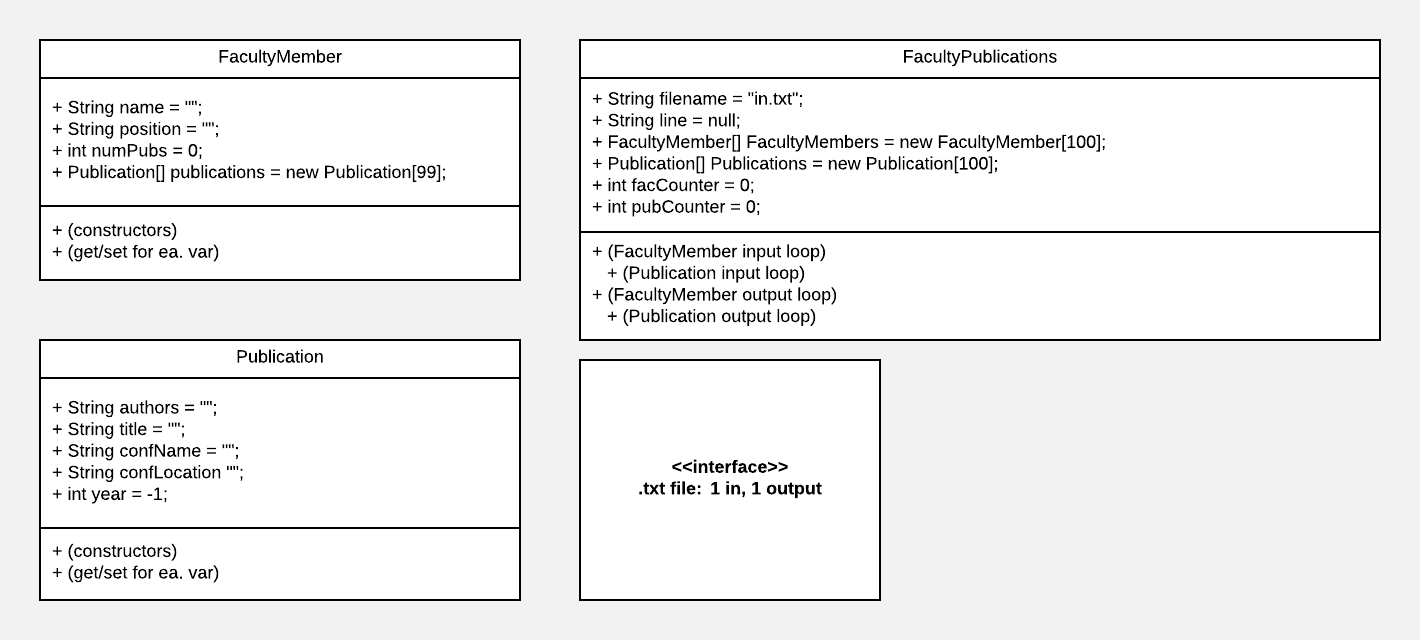 FacultyMember
+ String name = "";
+ String position = "";
+ int numPubs = 0;
+ Publication[] publications = new Publication[99];
+ (constructors)
+ (get/set for ea. var)
FacultyPublications
+ String filename = "in.txt";
+ String line = null;
+ FacultyMember[] FacultyMembers = new FacultyMember[100];
+ Publication[] Publications = new Publication[100];
+ int facCounter = 0;
+ int pubCounter = 0;
+ (FacultyMember input loop)
+ (Publication input loop)
+ (FacultyMember output loop)
+ (Publication output loop)
Publication
+ String authors = "";
+ String title = "";
+ String confName = "";
+ String confLocation "";
+ int year = -1;
+ (constructors)
+ (get/set for ea. var)
<<interface>>
.txt file:  1 in, 1 output